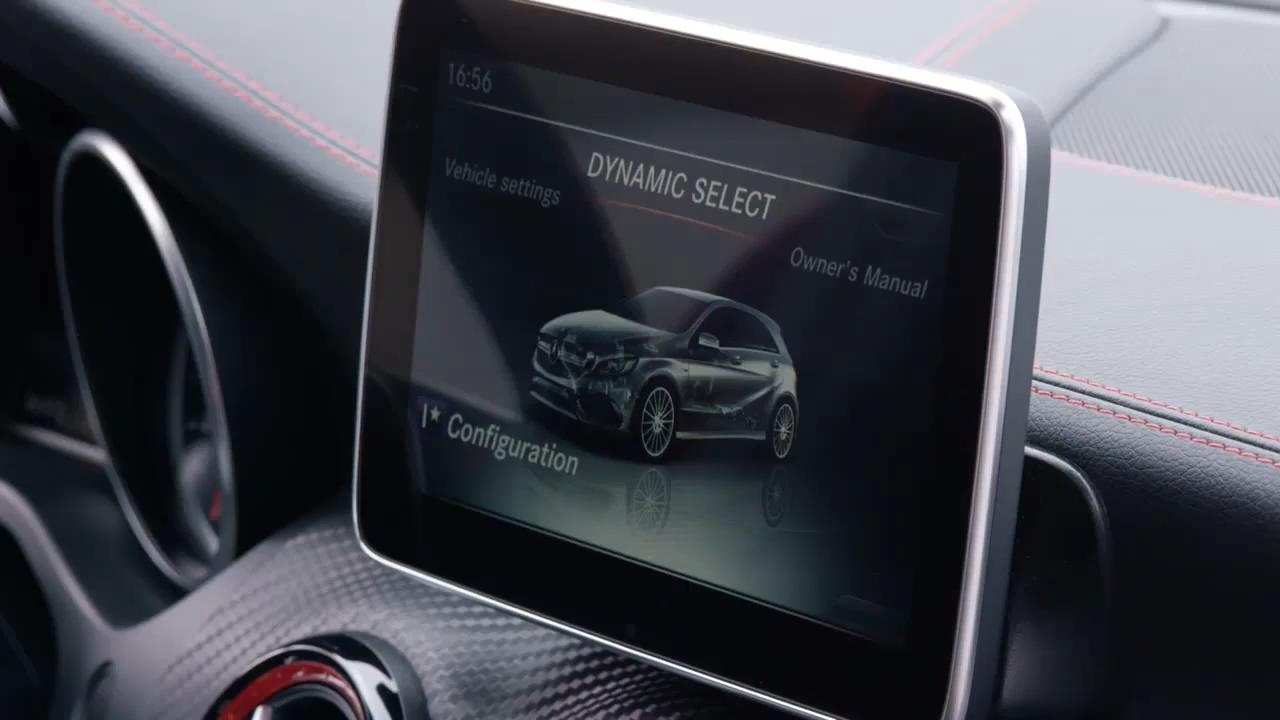 16:56
DYNAMIC SELECT
Vehicle settings
Owner's Manual
Configuration